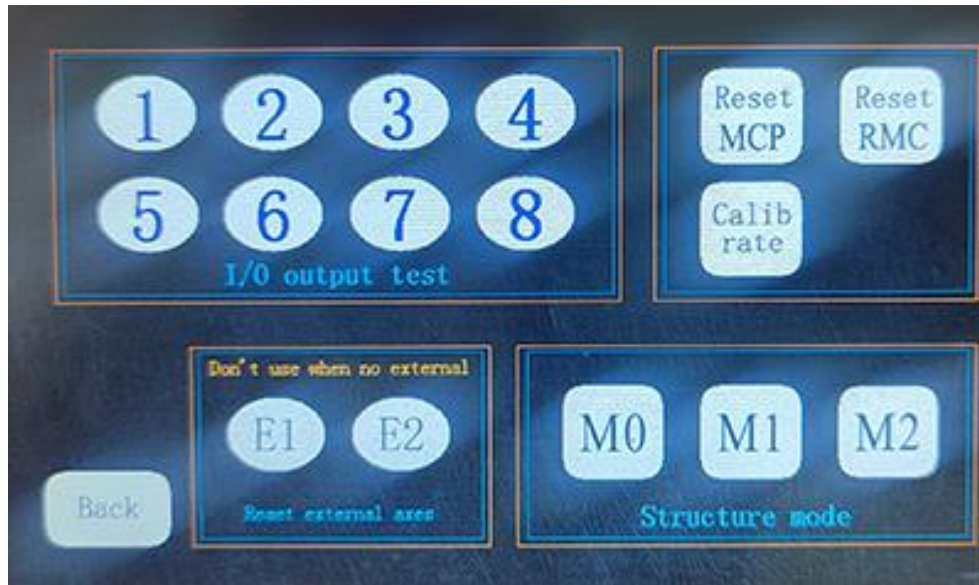 1 2 3 4
5 6 7 8
I/O output test
Reset
MCP
Reset
RMC
Calib
rate
Don't use when no external
E1 E2
Reset external axes
M0 M1 M2
Structure mode
Back